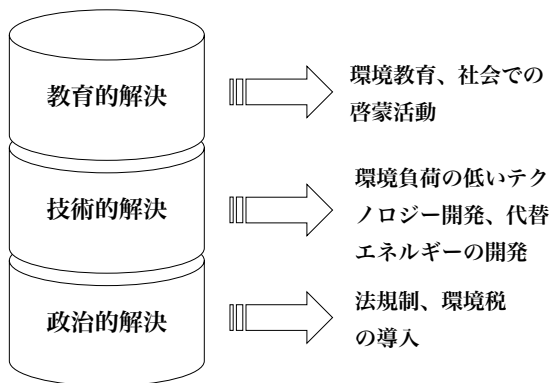 教育的解決
環境教育、社会での
啓蒙活動
技術的解決
環境負荷の低いテク
ノロジー開発、代替
エネルギーの開発
政治的解決
法規制、環境税
の導入